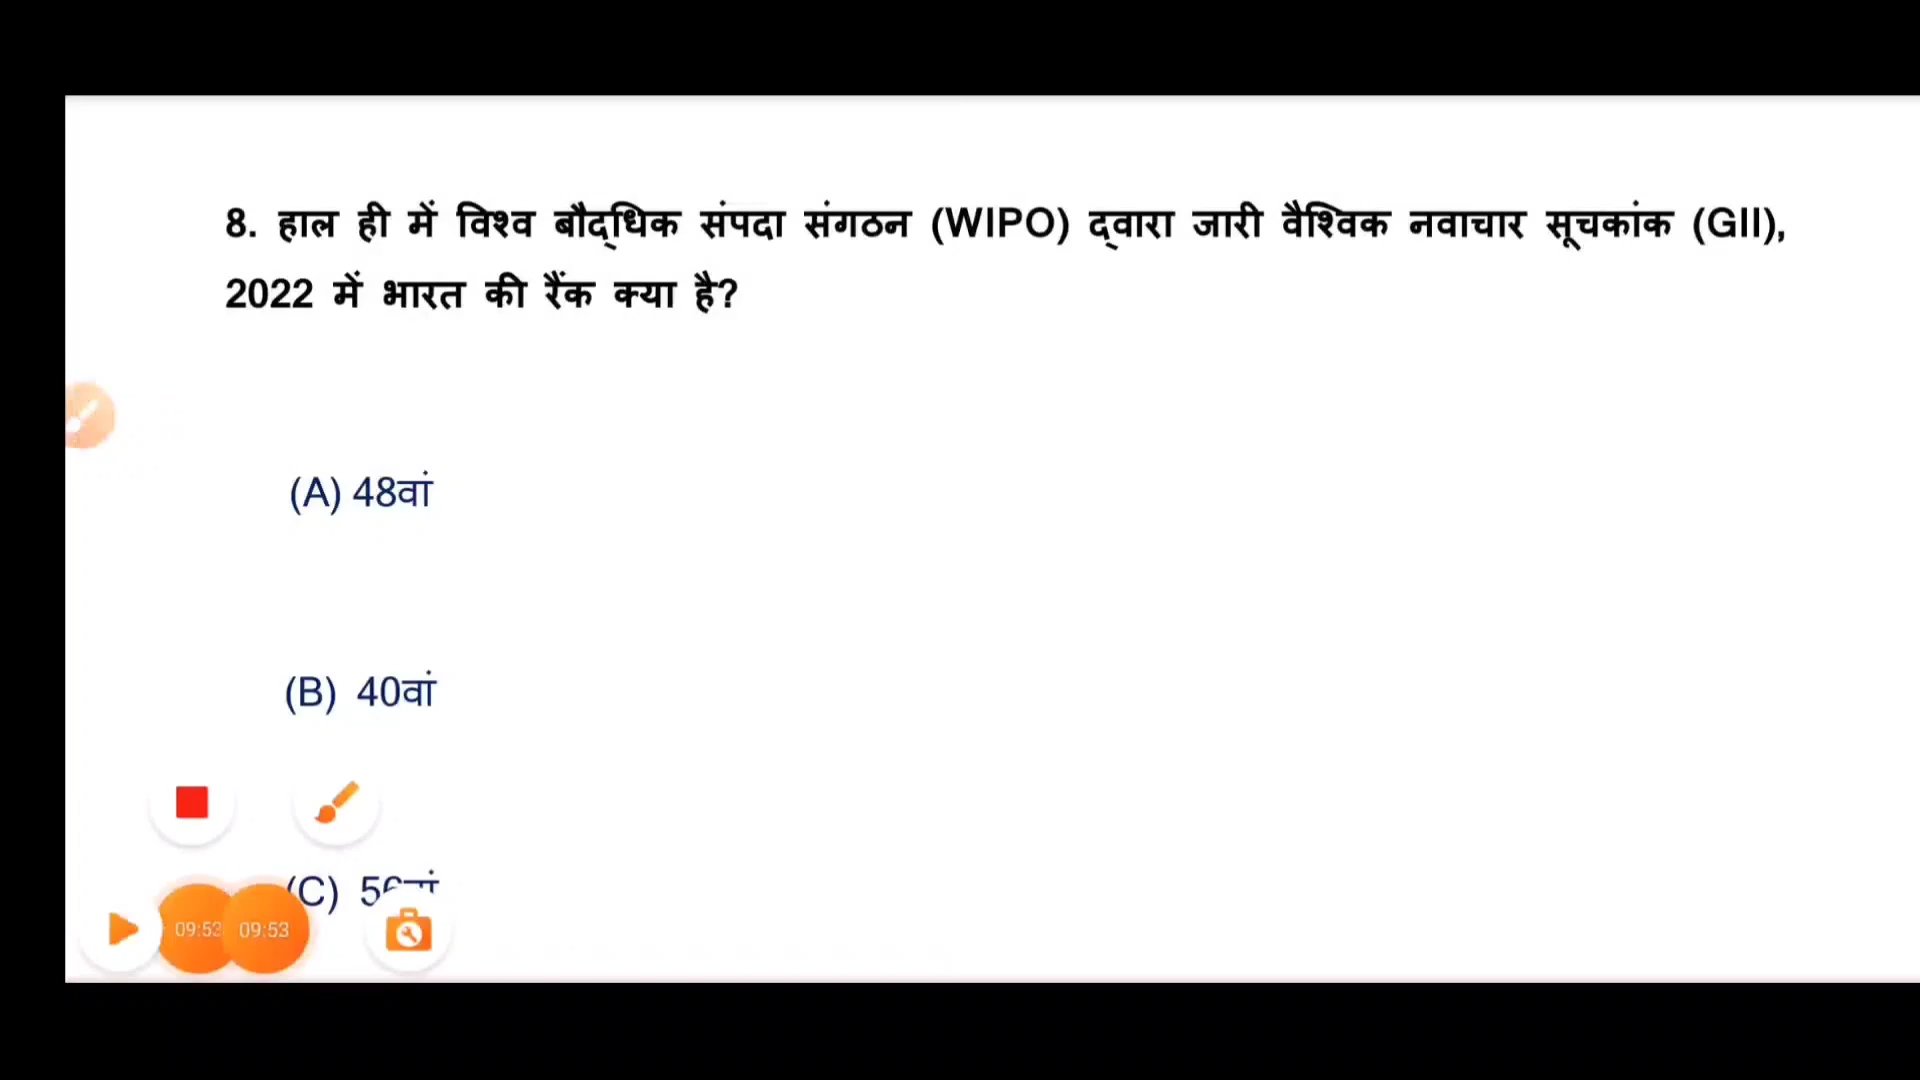 8. हाल ही में विश्व बौद्धिक संपदा संगठन (WIPO) द्वारा जारी वैश्विक नवाचार सूचकांक (GII),
2022 में भारत की रैंक क्या है?
(A) 48वां
(B) 40वां
(C)
09:53 09:53